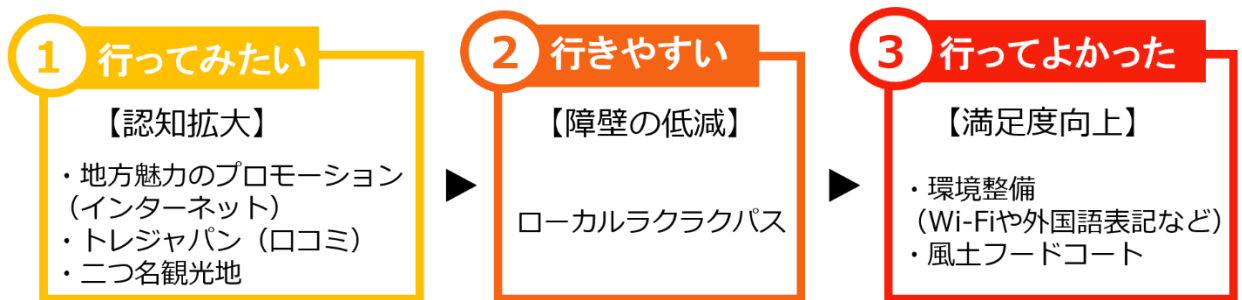 1 行ってみたい
【認知拡大】
・地方魅力のプロモーション
（インターネット）
・トレジャパン（口コミ）
・二つ名観光地
2 行きやすい
【障壁の低減】
ローカルラクラクパス
3 行ってよかった
【満足度向上】
・環境整備
（Wi-Fiや外国語表記など）
・風土フードコート